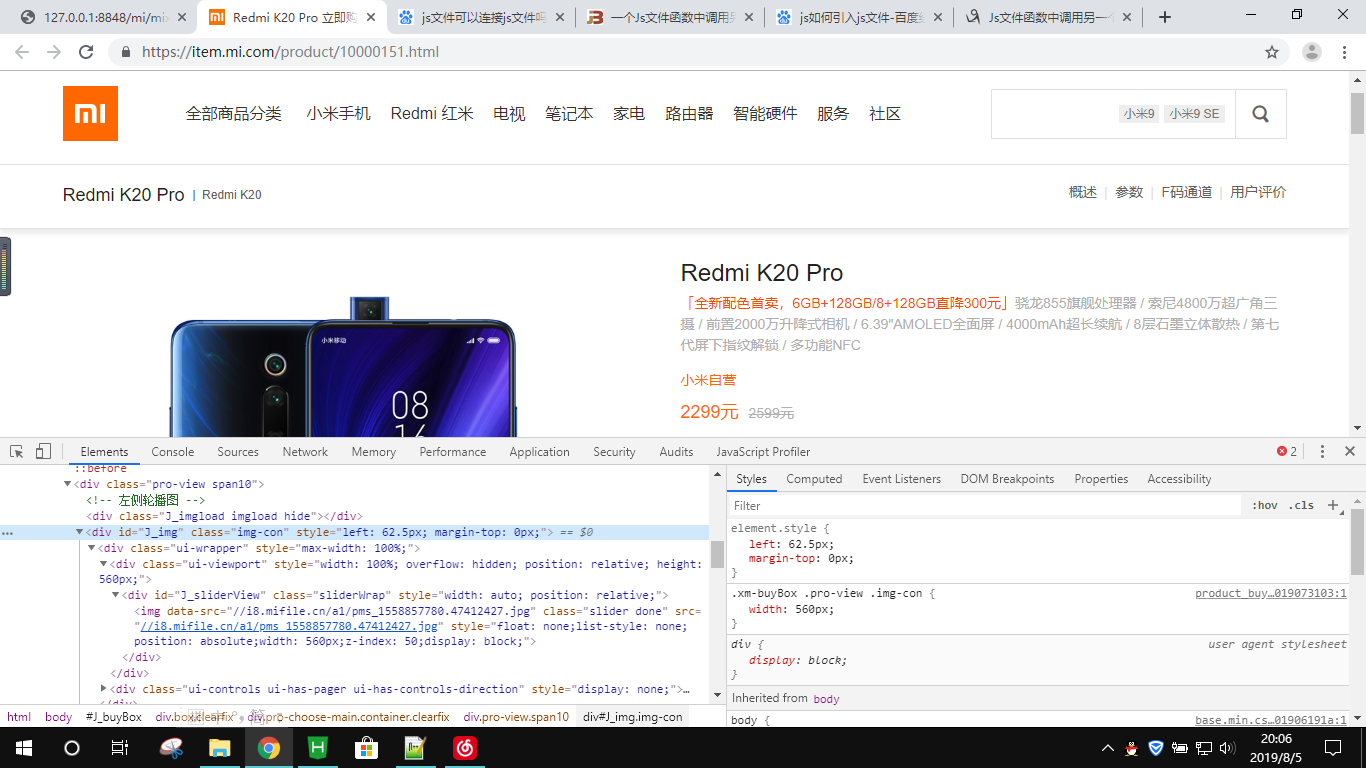 127.0.0.1:8848/mi/mix
Redmi K20 Pro 立即购
js文件可以连接js文件吗
一个Js文件函数中调用另
js如何引入js文件-百度经
Js文件函数中调用另一个
https://item.mi.com/product/10000151.html
全部商品分类 小米手机 Redmi 红米 电视 笔记本 家电 路由器 智能硬件 服务 社区
小米9 小米9 SE
Redmi K20 Pro | Redmi K20
概述 | 参数 | F码通道 | 用户评价
Redmi K20 Pro
「全新配色首卖，6GB+128GB/8+128GB直降300元」骁龙855旗舰处理器 / 索尼4800万超广角三
摄 / 前置2000万升降式相机 / 6.39"AMOLED全面屏 / 4000mAh超长续航 / 8层石墨立体散热 / 第七
代屏下指纹解锁 / 多功能NFC
小米自营
2299元 2599元
小米移动
08
14
Elements Console Sources Network Memory Performance Application Security Audits JavaScript Profiler 2
::before
<div class="pro-view span10">
<!-- 左侧轮播图 -->
<div class="J_imgload imgload hide"></div>
<div id="J_img" class="img-con" style="left: 62.5px; margin-top: 0px;"> == $0
<div class="ui-wrapper" style="max-width: 100%;">
<div class="ui-viewport" style="width: 100%; overflow: hidden; position: relative; height:
560px;">
<div id="J_sliderView" class="sliderWrap" style="width: auto; position: relative;">
<img data-src="//i8.mifile.cn/a1/pms_1558857780.47412427.jpg" class="slider done" src=
"//i8.mifile.cn/a1/pms_1558857780.47412427.jpg" style="float: none;list-style: none;
position: absolute;width: 560px;z-index: 50;display: block;">
</div>
</div>
<div class="ui-controls ui-has-pager ui-has-controls-direction" style="display: none;">…
</div>
html body #J_buyBox div.box.clearfix div.pro-choose-main.container.clearfix div.pro-view.span10 div#J_img.img-con
Styles Computed Event Listeners DOM Breakpoints Properties Accessibility
Filter :hov .cls
element.style {
left: 62.5px;
margin-top: 0px;
}
.xm-buyBox .pro-view .img-con { product_buy…019073103:1
width: 560px;
}
div { user agent stylesheet
display: block;
}
Inherited from body
body { base.min.cs…01906191a:1
20:06
2019/8/5